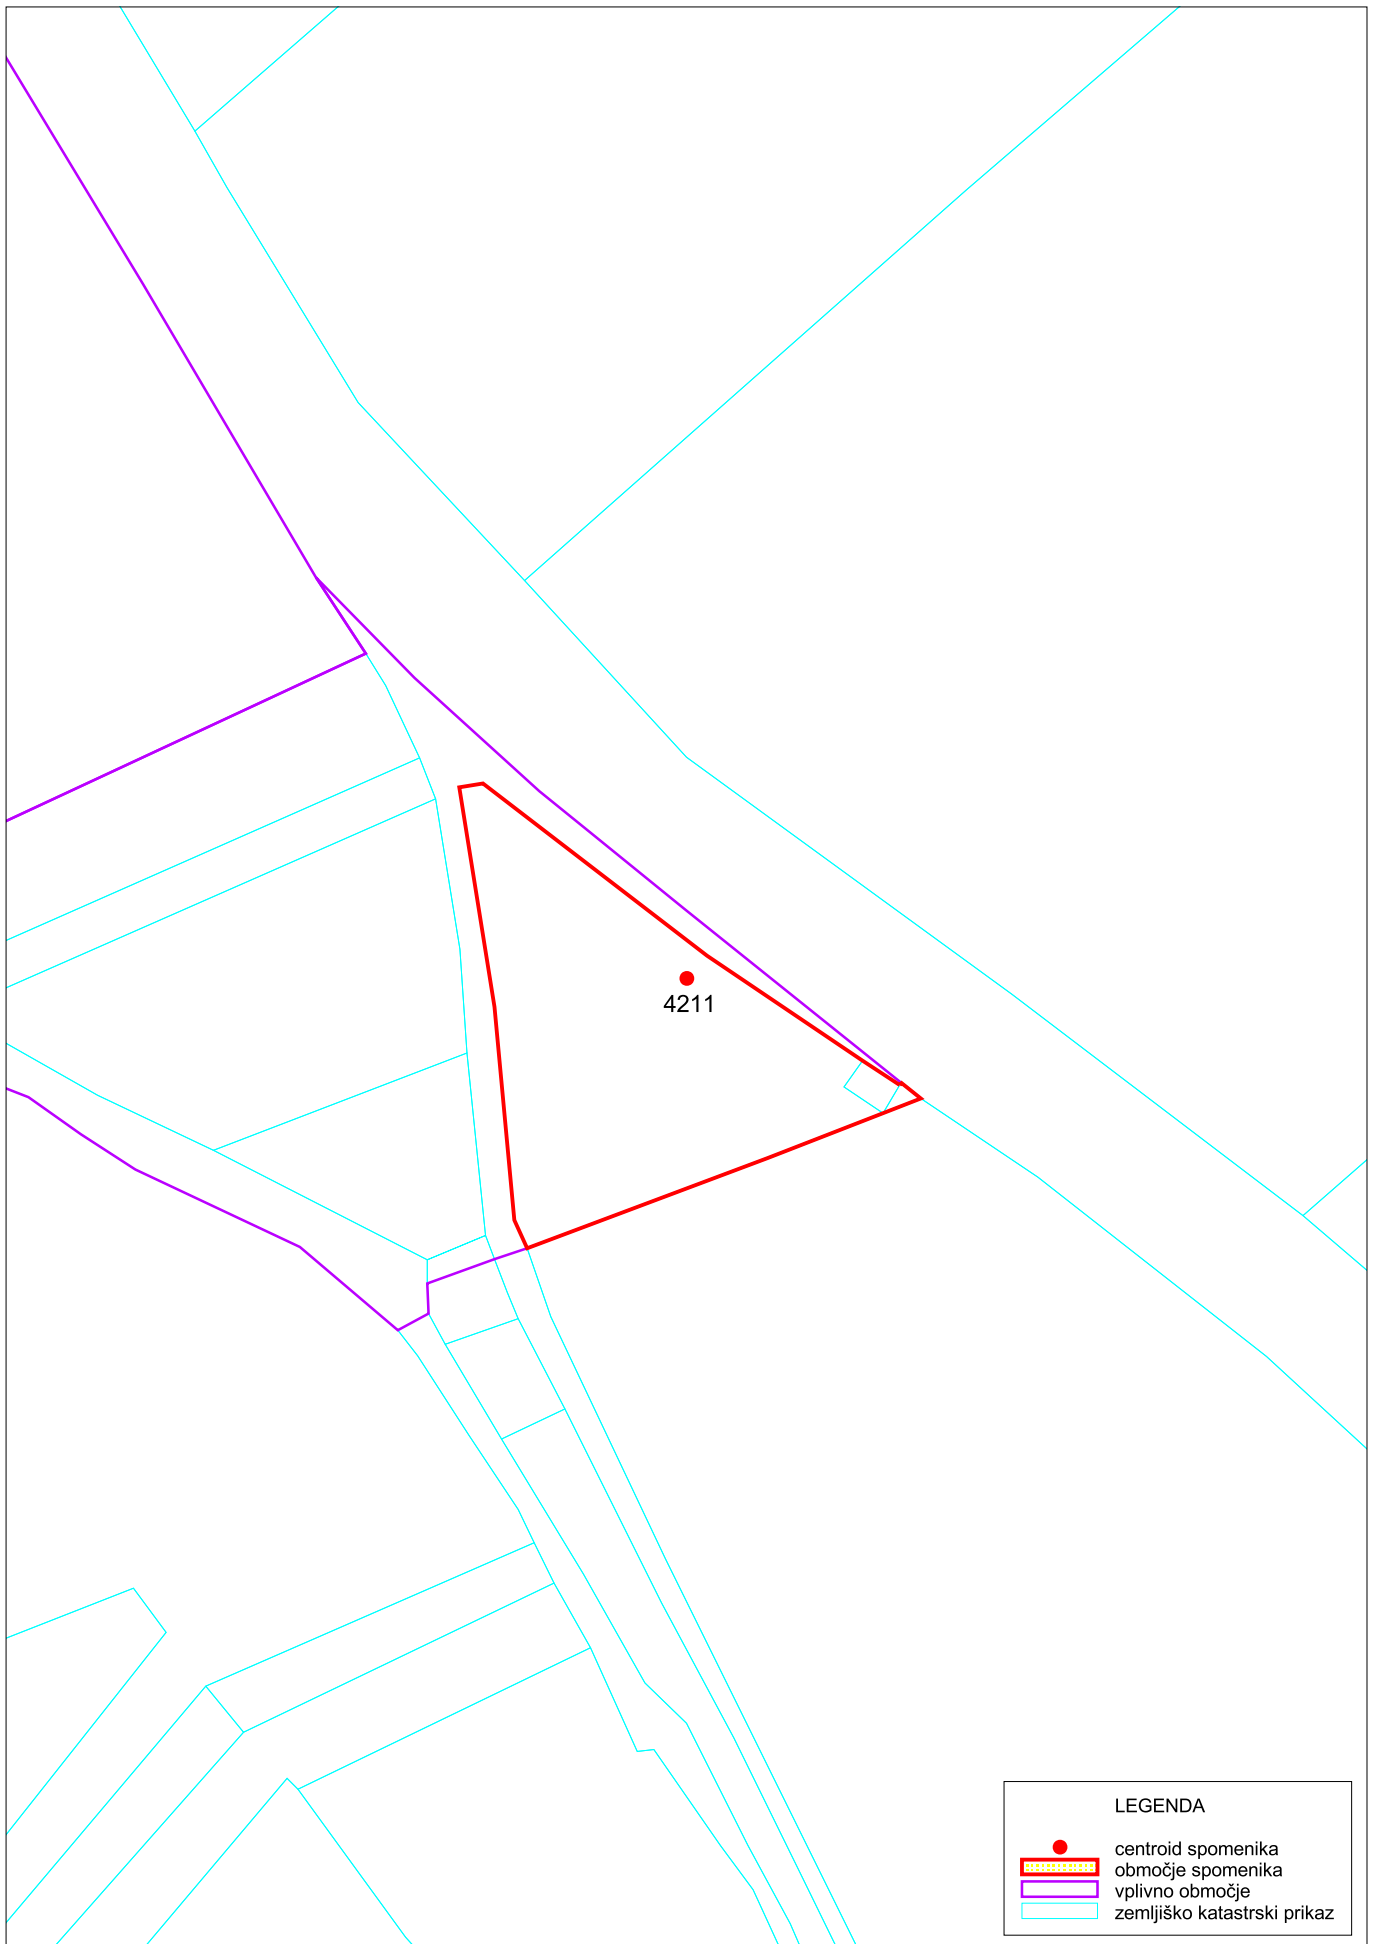 4211
LEGENDA
centroid spomenika
območje spomenika
vplivno območje
zemljiško katastrski prikaz